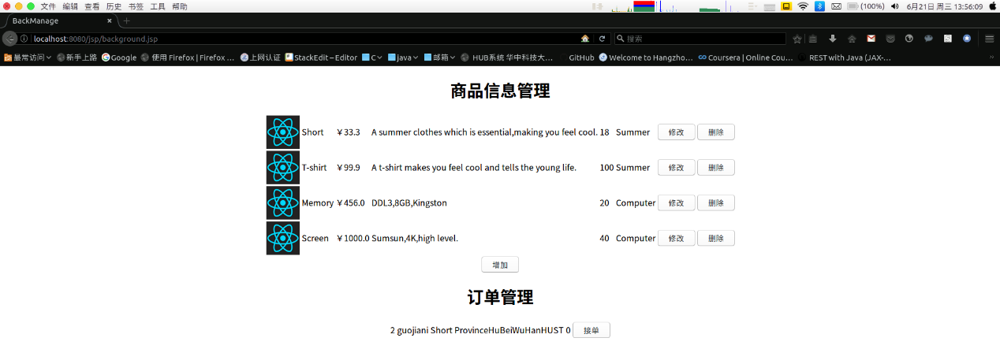 文件 编辑 查看 历史 书签 工具 帮助 (100%) 6月21日 周三 13:56:09
BackManage
localhost:8080/jsp/background.jsp 搜索
最常访问 新手上路 Google 使用 Firefox | Firefox ... 上网认证 StackEdit – Editor C java 邮箱 HUB系统 华中科技大... GitHub Welcome to Hangzho... Coursera | Online Cou... REST with Java (JAX-...
商品信息管理
Short ￥33.3 A summer clothes which is essential,making you feel cool. 18 Summer 修改 删除
T-shirt ￥99.9 A t-shirt makes you feel cool and tells the young life. 100 Summer 修改 删除
Memory ￥456.0 DDL3,8GB,Kingston 20 Computer 修改 删除
Screen ￥1000.0 Sumsun,4K,high level. 40 Computer 修改 删除
增加
订单管理
2 guojiani Short ProvinceHuBeiWuHanHUST 0 接单